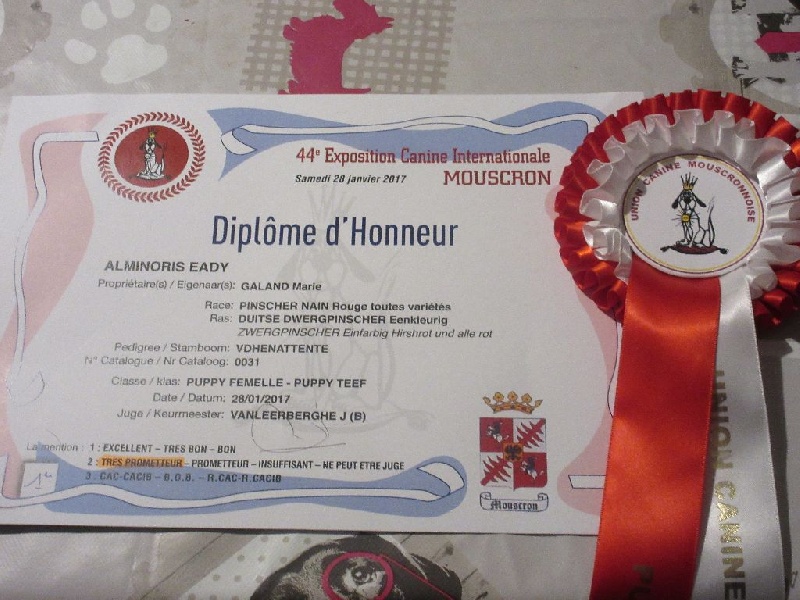 44e Exposition Canine Internationale
Samedi 28 janvier 2017
MOUSCRON
Diplôme d'Honneur
ALMINORIS EADY
Propriétaire(s) / Eigenaar(s): GALAND Marie
Race: PINSCHER NAIN Rouge toutes variétés
Ras: DUITSE DWERGPINSCHER Eenkleurig
ZWERGPINSCHER Einfarbig Hirshrot und alle rot
Pedigree / Stamboom: VDHENATTENTE
N° Catalogue / Nr Cataloog: 0031
Classe / klas: PUPPY FEMELLE - PUPPY TEEF
Date / Datum: 28/01/2017
Juge / Keurmeester: VANLEERBERGHE J (B)
La mention : 1 : EXCELLENT – TRES BON – BON
2 : TRES PROMETTEUR – PROMETTEUR – INSUFFISANT – NE PEUT ETRE JUGE
3 : CAC-CACIB – B.O.B. – R.CAC-R.CACIB
Mouscron
UNION CANINE MOUSCRONNOISE
UNION CANINE